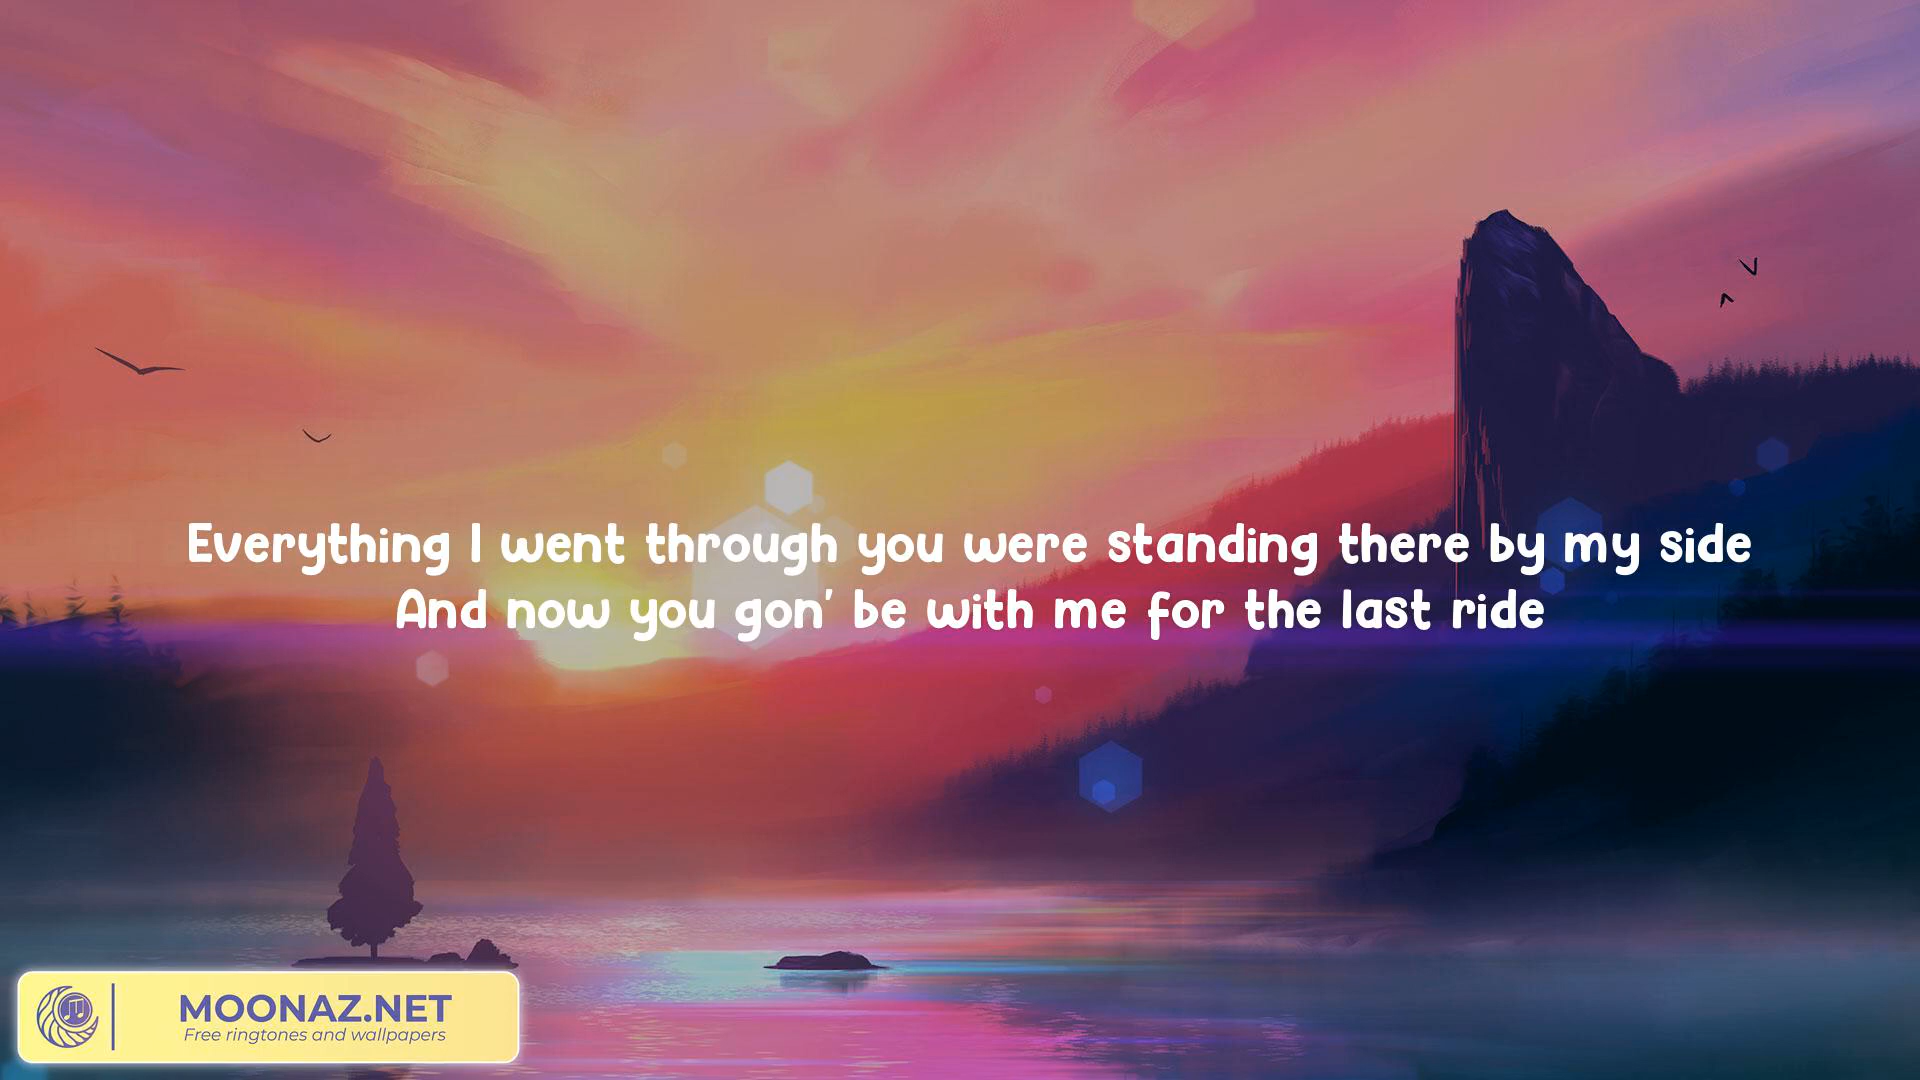 Everything I went through you were standing there by my side
And now you gon' be with me for the last ride
MOONAZ.NET
Free ringtones and wallpapers